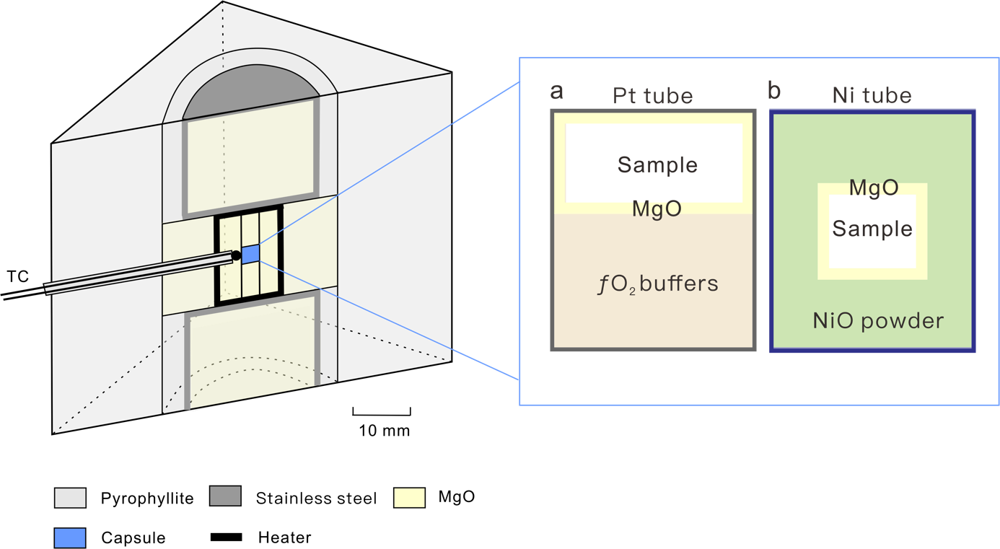 a
Pt tube
b
Ni tube
Sample
MgO
ƒO₂ buffers
MgO
Sample
NiO powder
TC
10 mm
Pyrophyllite
Stainless steel
MgO
Capsule
Heater